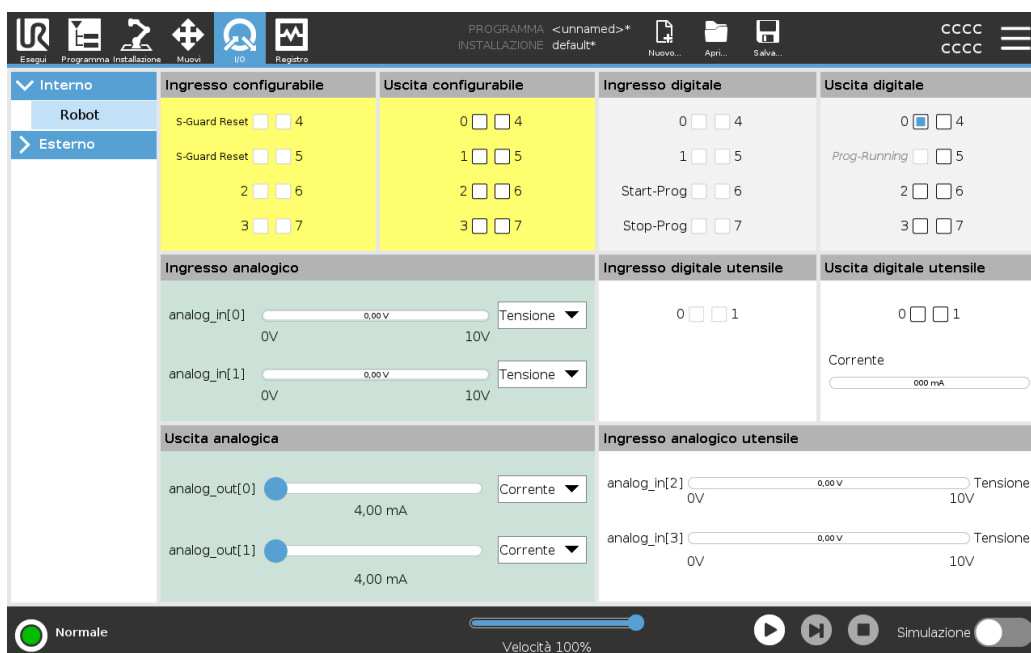 UR
PROGRAMMA <unnamed>*
INSTALLAZIONE default*
cccc
cccc
Esegui Programma Installazione Muovi I/O Registro
Nuovo... Apri... Salva...
Interno
Robot
Esterno
Ingresso configurabile
S-Guard Reset 4
S-Guard Reset 5
2 6
3 7
Uscita configurabile
0 4
1 5
2 6
3 7
Ingresso digitale
0 4
1 5
Start-Prog 6
Stop-Prog 7
Uscita digitale
0 4
Prog-Running 5
2 6
3 7
Ingresso analogico
analog_in[0] 0,00 V Tensione
0V 10V
analog_in[1] 0,00 V Tensione
0V 10V
Ingresso digitale utensile
0 1
Uscita digitale utensile
0 1
Corrente
000 mA
Uscita analogica
analog_out[0] Corrente
4,00 mA
analog_out[1] Corrente
4,00 mA
Ingresso analogico utensile
analog_in[2] 0,00 V Tensione
0V 10V
analog_in[3] 0,00 V Tensione
0V 10V
Normale
Velocità 100%
Simulazione